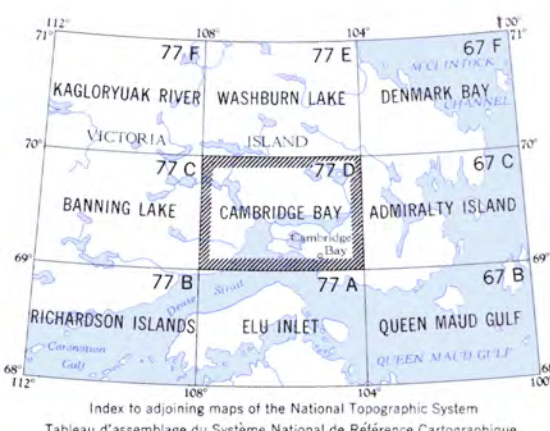 112° 108° 104° 100°
71° 71°
77 F 77 E 67 F
M'CLINTOCK
KAGLORYUAK RIVER WASHBURN LAKE DENMARK BAY
CHANNEL
VICTORIA ISLAND
70° 70°
77 C 77 D 67 C
BANNING LAKE CAMBRIDGE BAY ADMIRALTY ISLAND
Cambridge
Bay
69° 69°
77 B 77 A 67 B
Dease Strait
RICHARDSON ISLANDS ELU INLET QUEEN MAUD GULF
Coronation
Gulf
QUEEN MAUD GULF
68° 68°
112° 108° 104° 100°
Index to adjoining maps of the National Topographic System
Tableau d'assemblage du Système National de Référence Cartographique